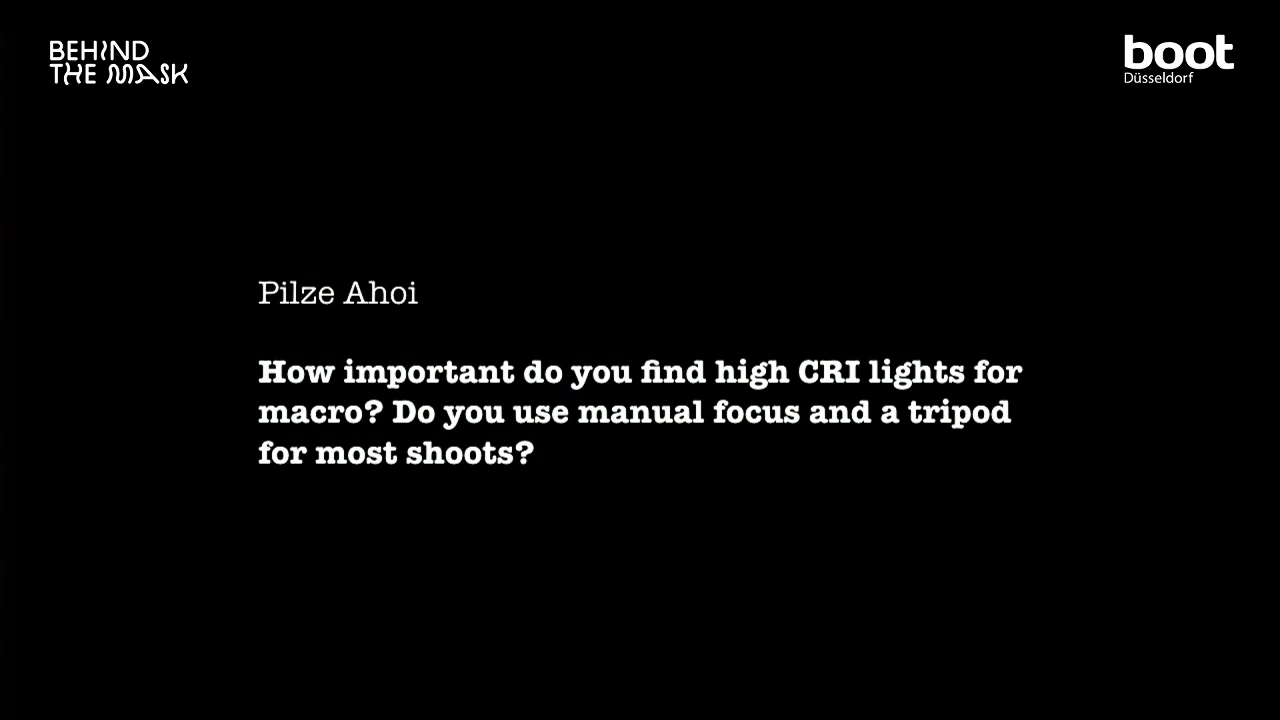 BEHIND
THE MASK
boot
Düsseldorf
Pilze Ahoi
How important do you find high CRI lights for
macro? Do you use manual focus and a tripod
for most shoots?